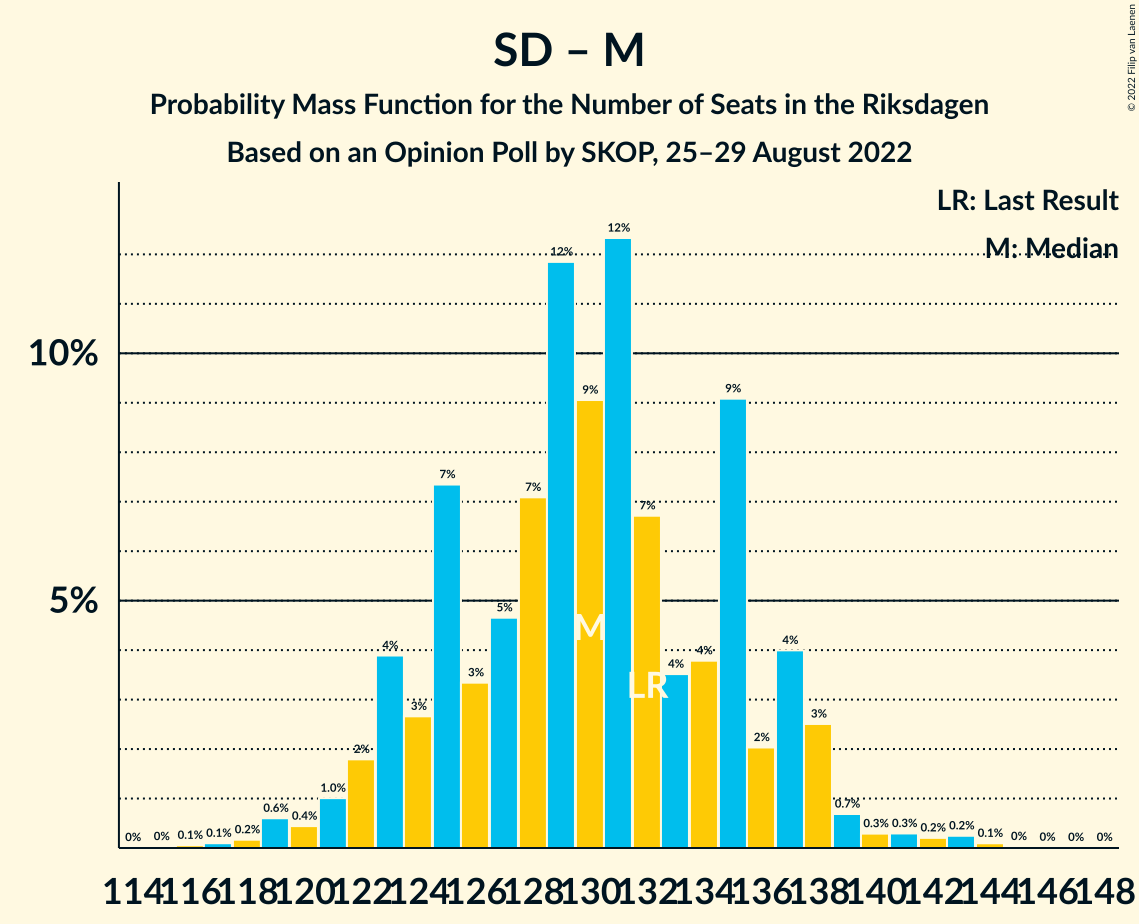 SD – M
Probability Mass Function for the Number of Seats in the Riksdagen
Based on an Opinion Poll by SKOP, 25–29 August 2022
© 2022 Filip van Laenen
LR: Last Result
M: Median
10%
5%
0% 0% 0.1% 0.1% 0.2% 0.6% 0.4% 1.0% 2% 4% 3% 7% 3% 5% 7% 12% 9% 12% 7% 4% 4% 9% 2% 4% 3% 0.7% 0.3% 0.3% 0.2% 0.2% 0.1% 0% 0% 0% 0%
M
LR
114 116 118 120 122 124 126 128 130 132 134 136 138 140 142 144 146 148